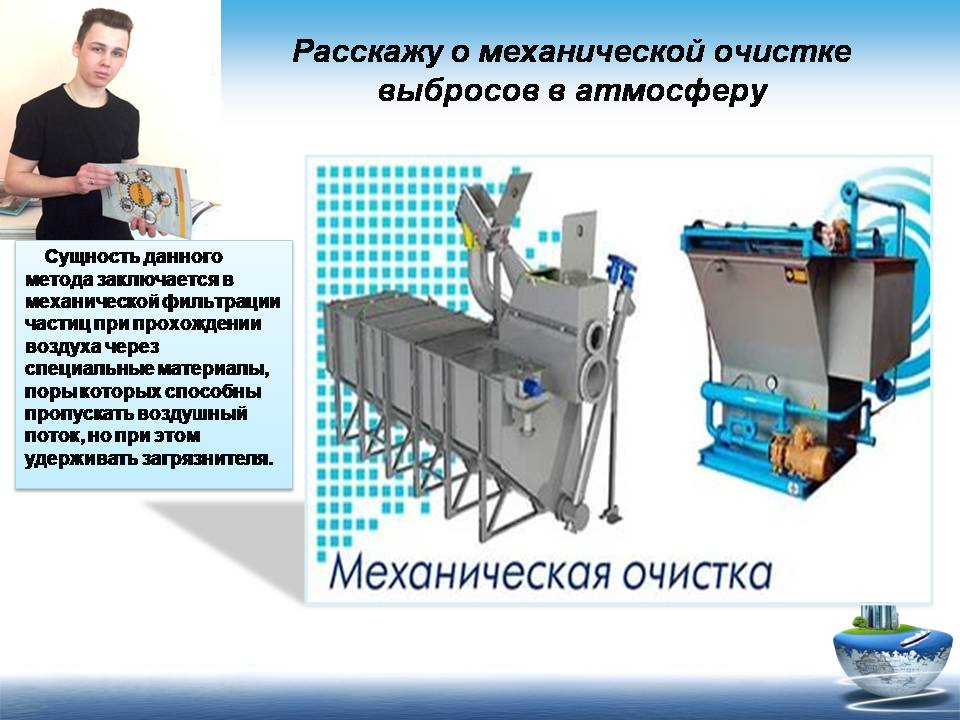 Расскажу о механической очистке
выбросов в атмосферу
Сущность данного
метода заключается в
механической фильтрации
частиц при прохождении
воздуха через
специальные материалы,
поры которых способны
пропускать воздушный
поток, но при этом
удерживать загрязнителя.
Механическая очистка